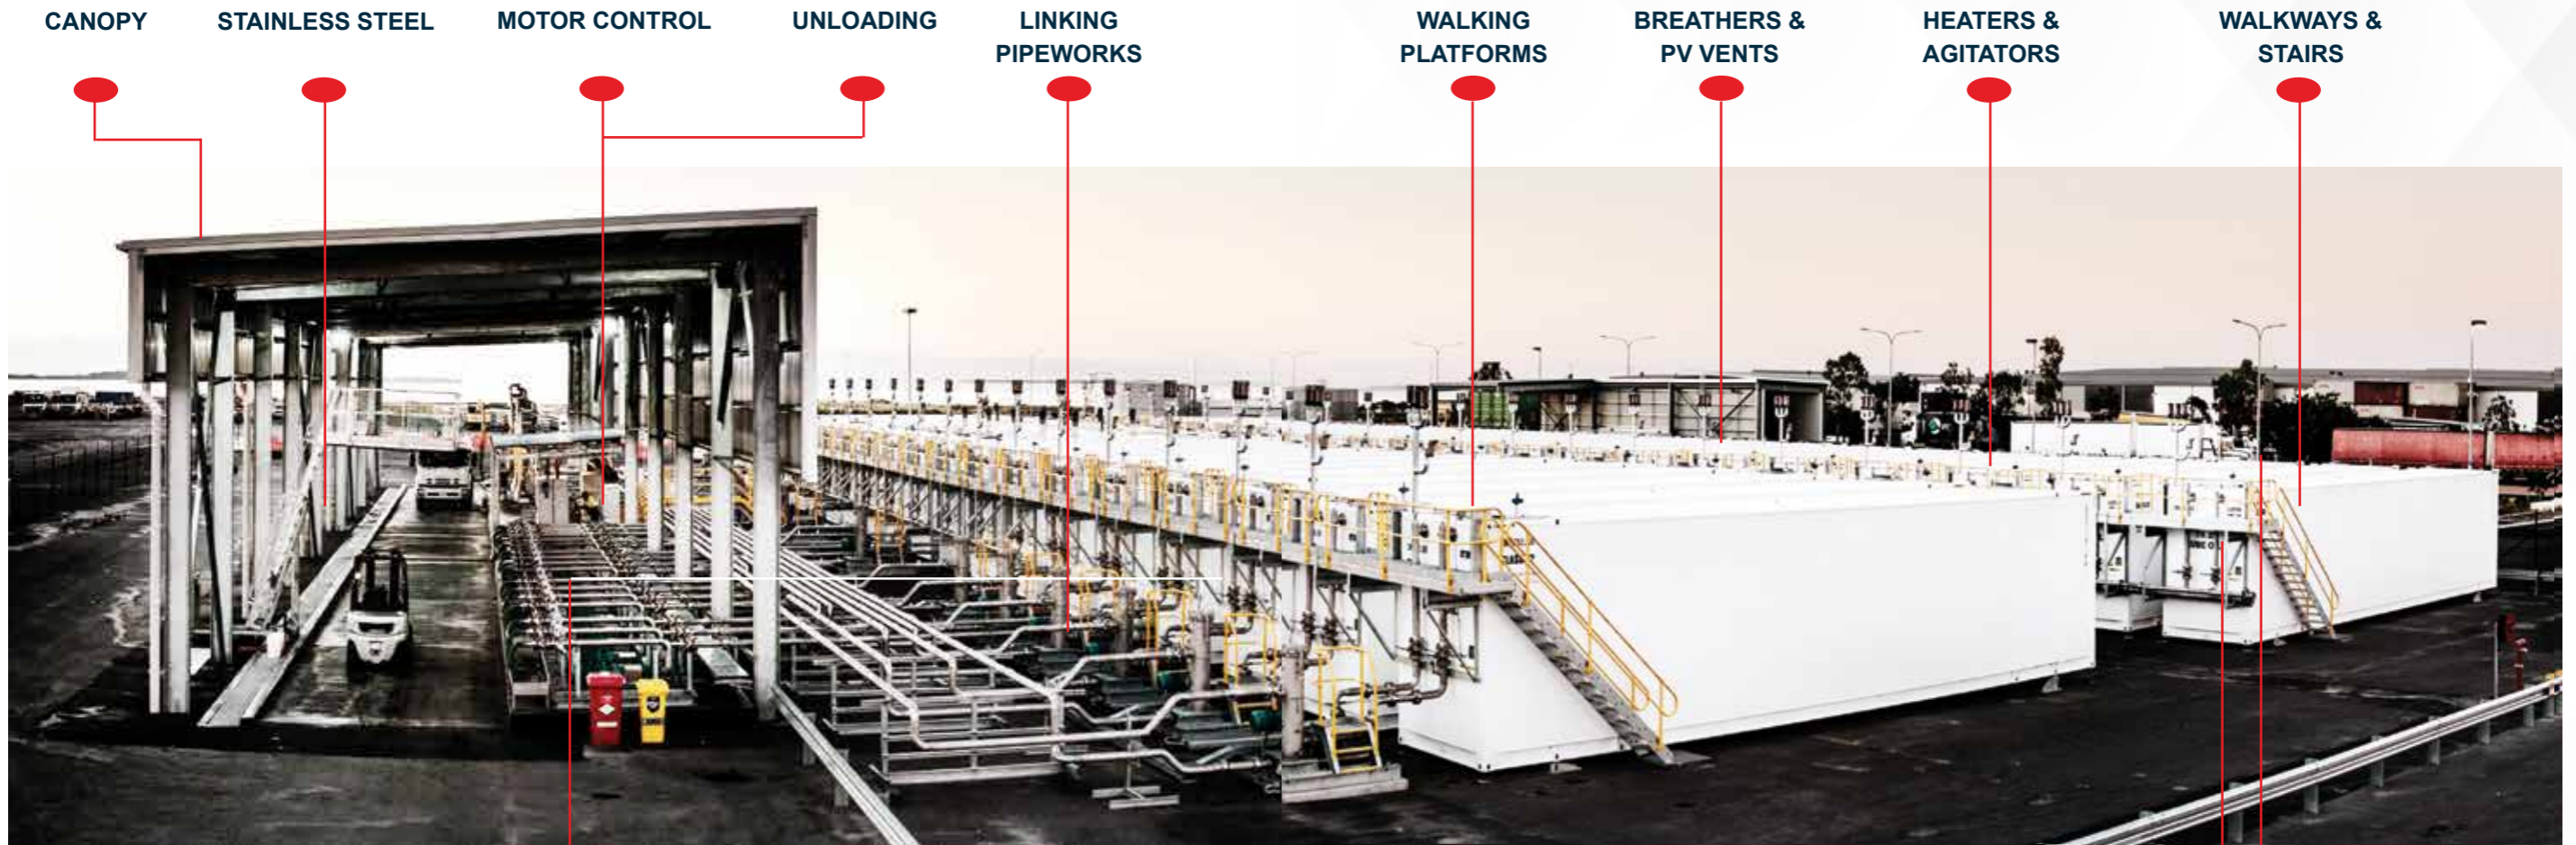 CANOPY
STAINLESS STEEL
MOTOR CONTROL
UNLOADING
LINKING
PIPEWORKS
WALKING
PLATFORMS
BREATHERS &
PV VENTS
HEATERS &
AGITATORS
WALKWAYS &
STAIRS